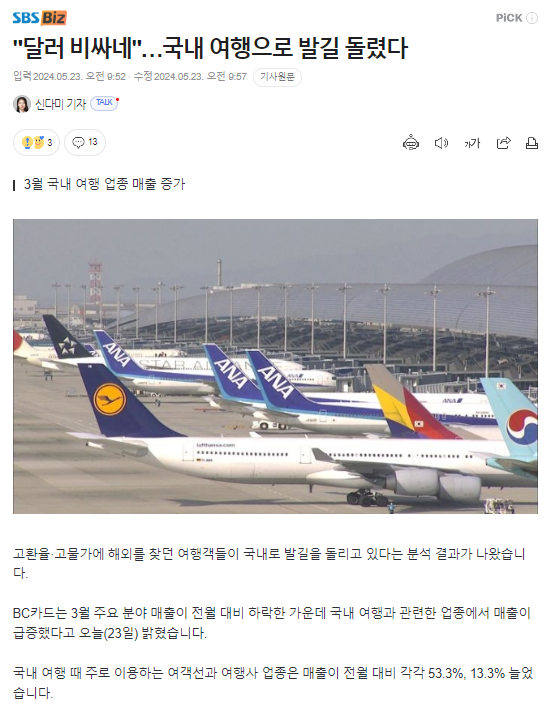 SBS Biz
PiCK
"달러 비싸네"…국내 여행으로 발길 돌렸다
입력 2024.05.23. 오전 9:52 · 수정 2024.05.23. 오전 9:57 기사원문
신다미 기자 TALK
3 13
가가
3월 국내 여행 업종 매출 증가
ANA
STAR ALLIANCE
ANA
ANA
ANA
lufthansa.com
고환율·고물가에 해외를 찾던 여행객들이 국내로 발길을 돌리고 있다는 분석 결과가 나왔습니
다.
BC카드는 3월 주요 분야 매출이 전월 대비 하락한 가운데 국내 여행과 관련한 업종에서 매출이
급증했다고 오늘(23일) 밝혔습니다.
국내 여행 때 주로 이용하는 여객선과 여행사 업종은 매출이 전월 대비 각각 53.3%, 13.3% 늘었
습니다.